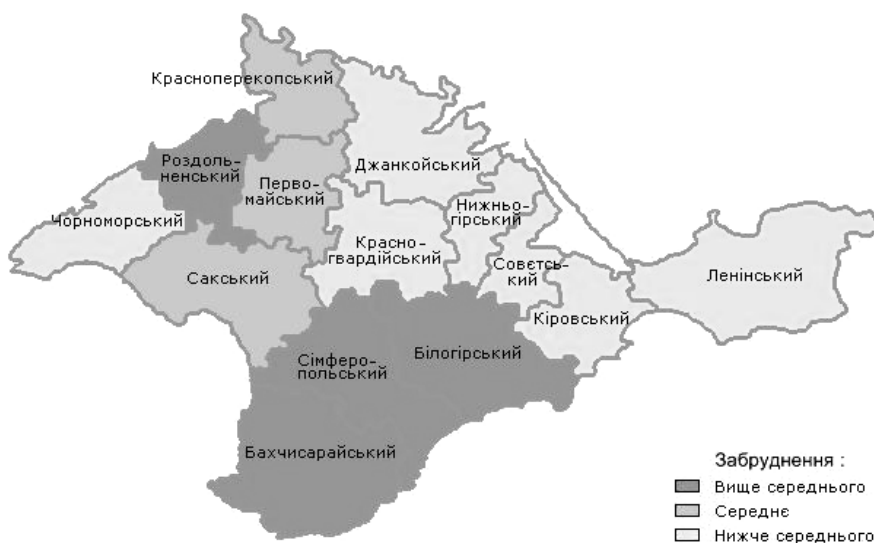 Красноперекопський
Роздоль-
ненський
Джанкойський
Перво-
майський
Чорноморський
Нижньо-
гірський
Красно-
гвардійський
Сакський
Совєтсь-
кий
Ленінський
Кіровський
Білогірський
Сімферо-
польський
Бахчисарайський
Забруднення :
Вище середнього
Середнє
Нижче середнього